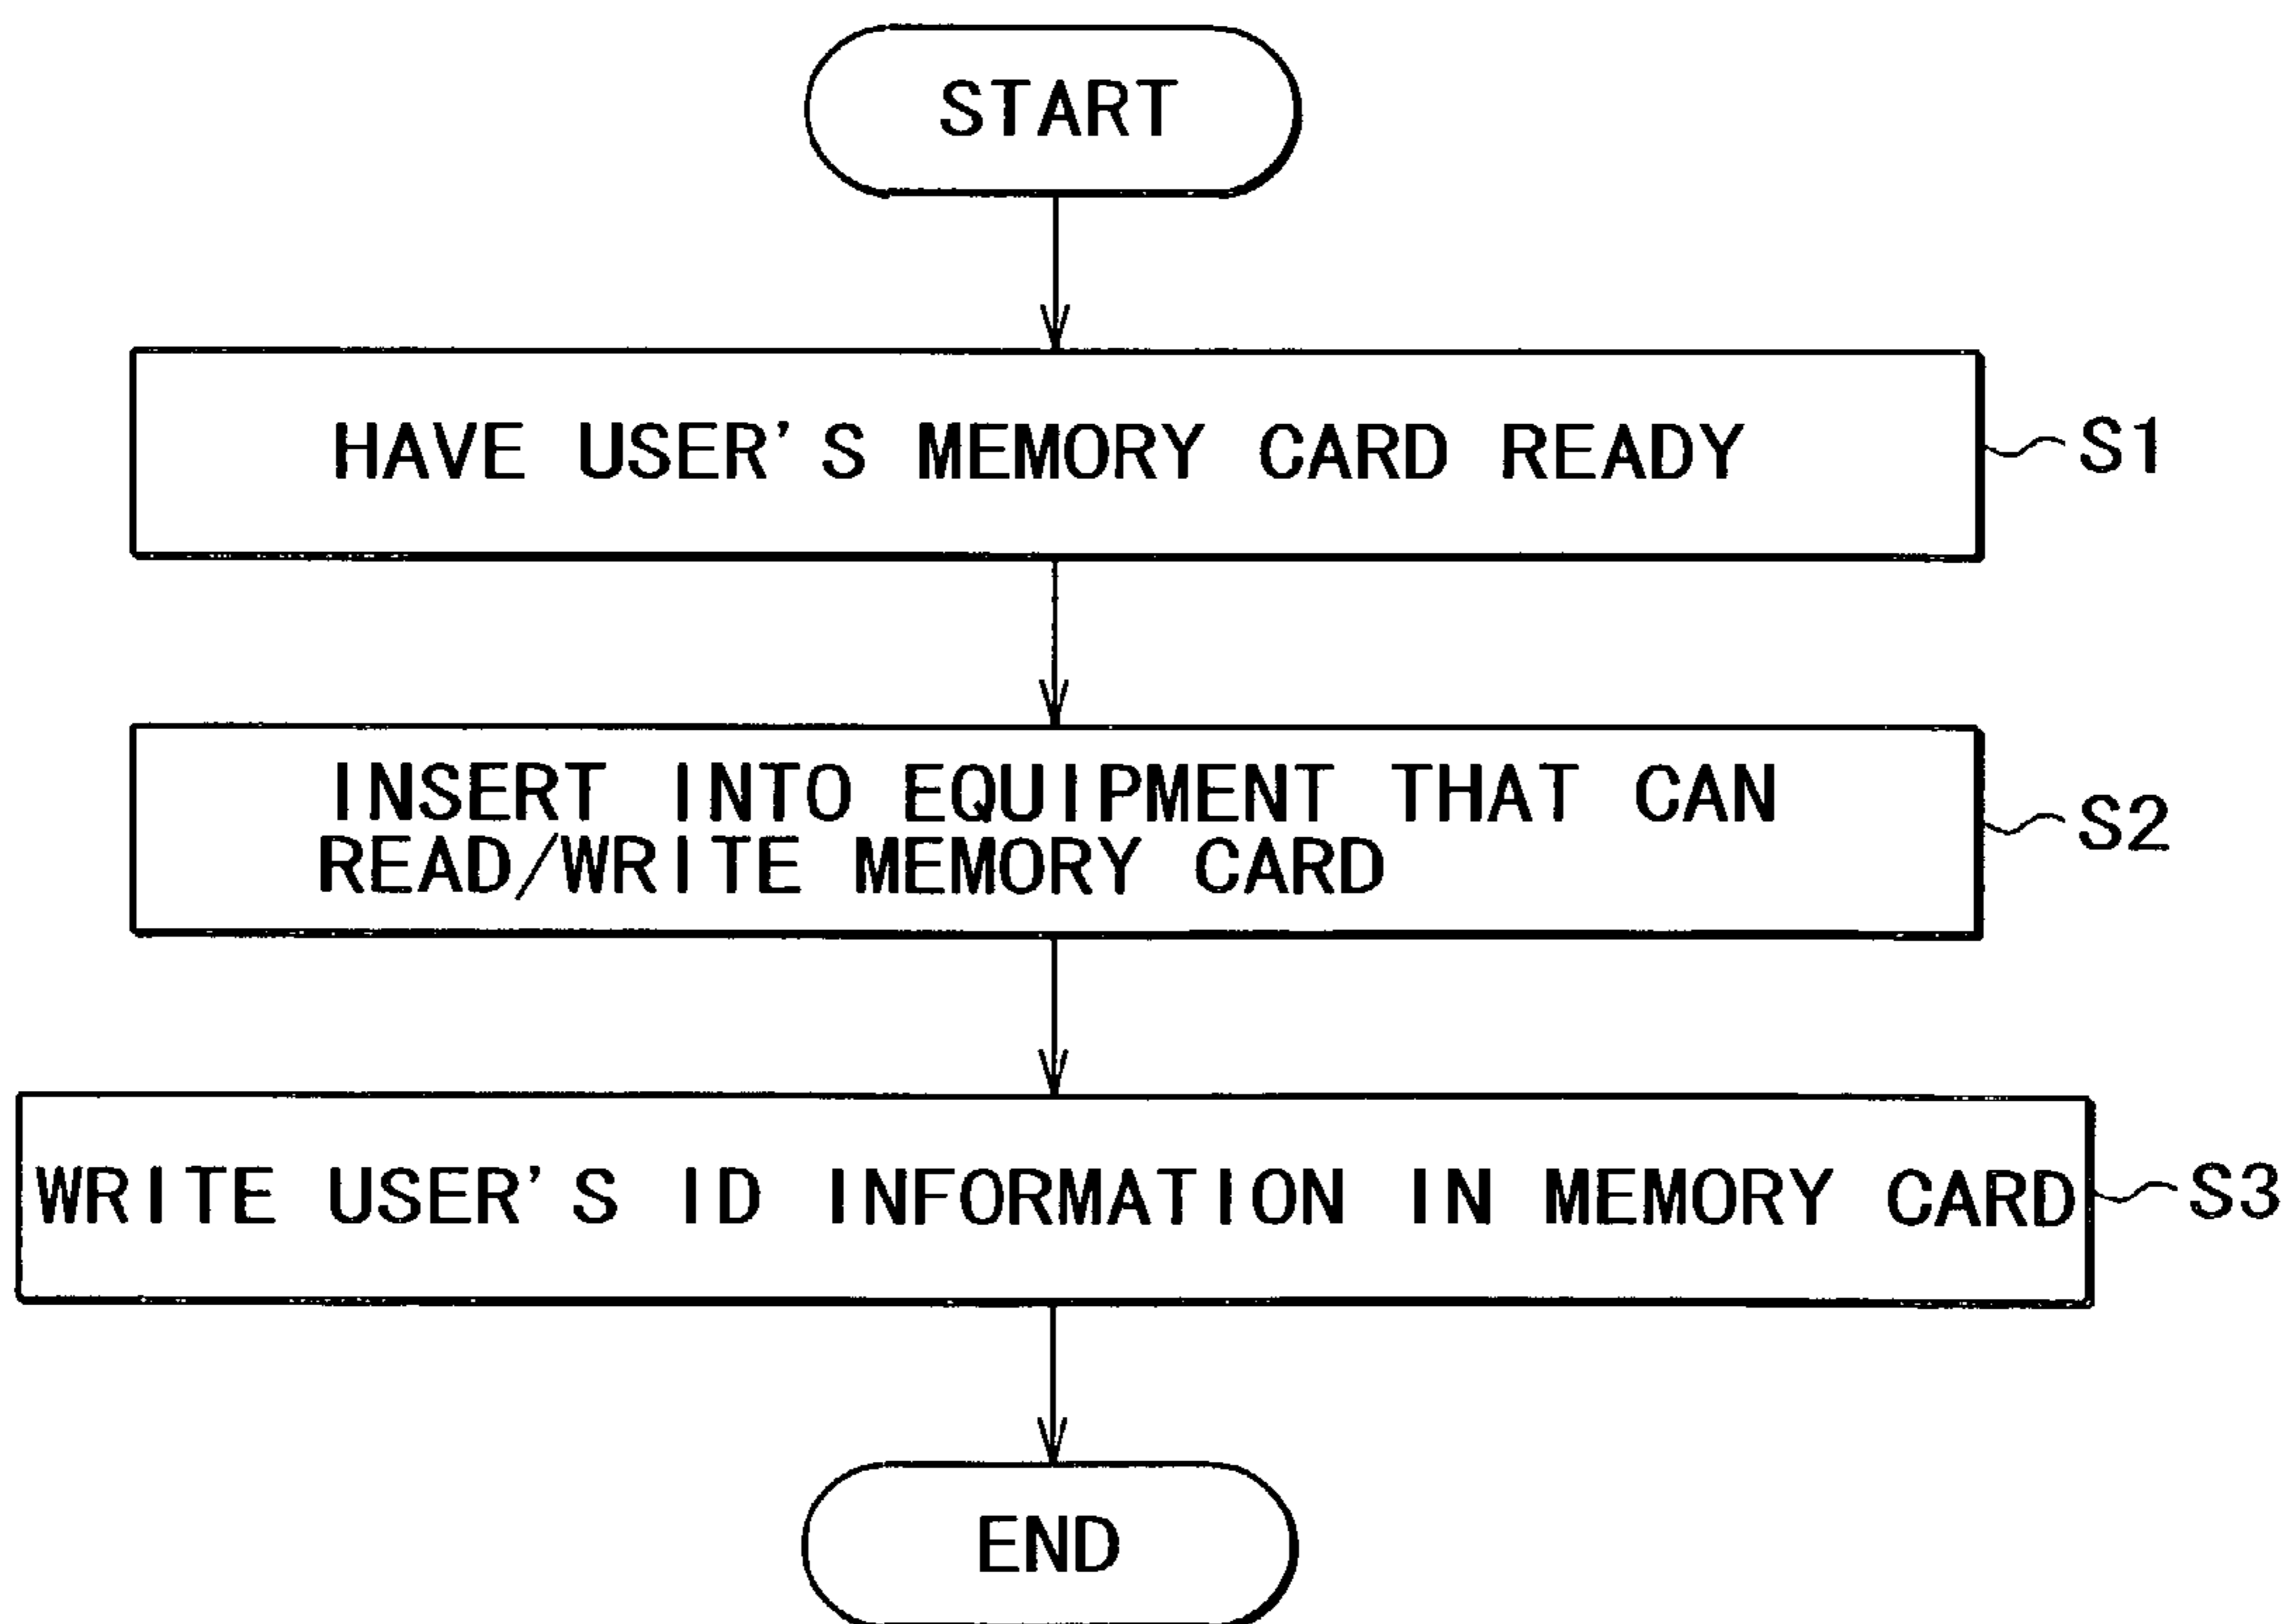 START
HAVE USER'S MEMORY CARD READY
S1
INSERT INTO EQUIPMENT THAT CAN
READ/WRITE MEMORY CARD
S2
WRITE USER'S ID INFORMATION IN MEMORY CARD
S3
END